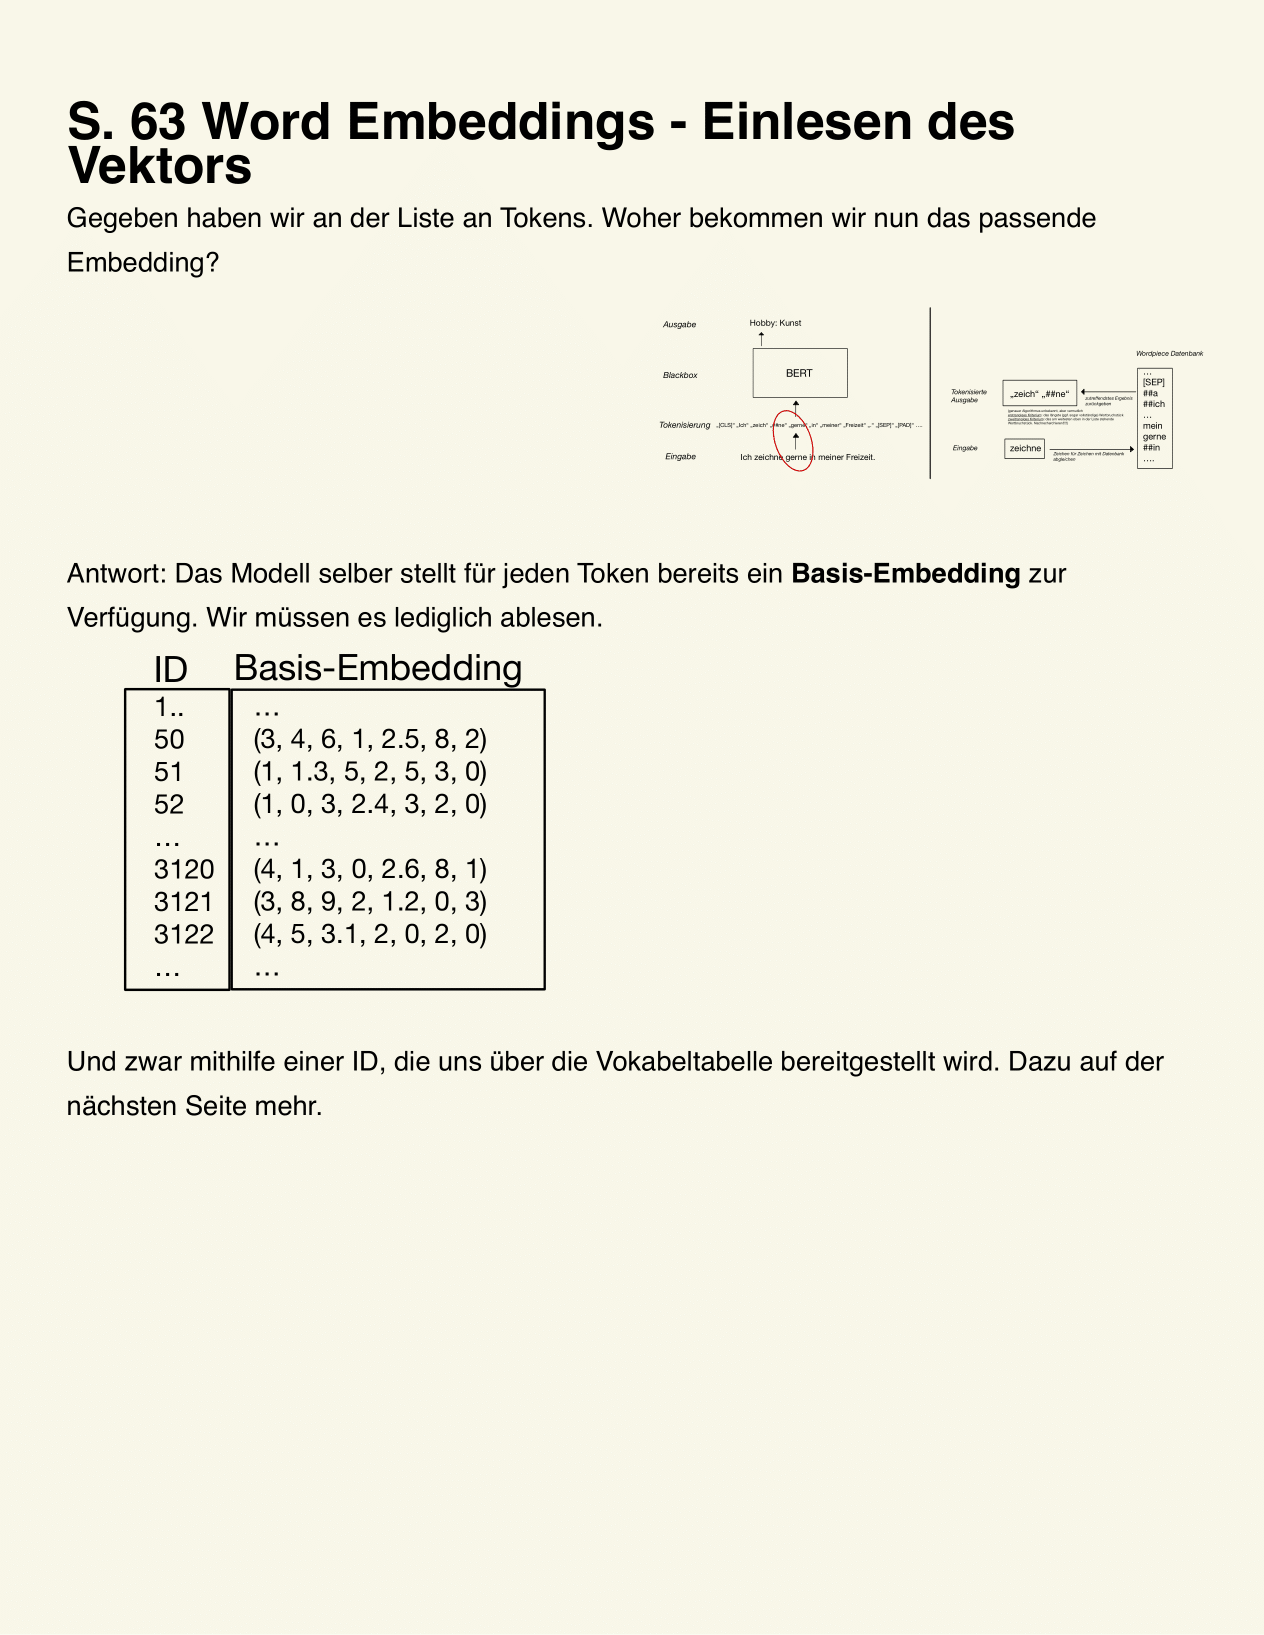 S. 63 Word Embeddings - Einlesen des
Vektors
Gegeben haben wir an der Liste an Tokens. Woher bekommen wir nun das passende
Embedding?
Ausgabe
Hobby: Kunst
Blackbox
BERT
Tokenisierung
„[CLS]“ „Ich“ „zeich“ „##ne“ „gerne“ „in“ „meiner“ „Freizeit“ „.“ „[SEP]“ „[PAD]“ ....
Eingabe
Ich zeichne gerne in meiner Freizeit.
Wordpiece Datenbank
Tokenisierte
Ausgabe
„zeich“ „##ne“
zutreffendstes Ergebnis
zurückgeben
Eingabe
zeichne
Zeichen für Zeichen mit Datenbank
abgleichen
…
[SEP]
##a
##ich
…
mein
gerne
##in
….
Antwort: Das Modell selber stellt für jeden Token bereits ein Basis-Embedding zur
Verfügung. Wir müssen es lediglich ablesen.
ID Basis-Embedding
1.. …
50 (3, 4, 6, 1, 2.5, 8, 2)
51 (1, 1.3, 5, 2, 5, 3, 0)
52 (1, 0, 3, 2.4, 3, 2, 0)
… …
3120 (4, 1, 3, 0, 2.6, 8, 1)
3121 (3, 8, 9, 2, 1.2, 0, 3)
3122 (4, 5, 3.1, 2, 0, 2, 0)
… …
Und zwar mithilfe einer ID, die uns über die Vokabeltabelle bereitgestellt wird. Dazu auf der
nächsten Seite mehr.